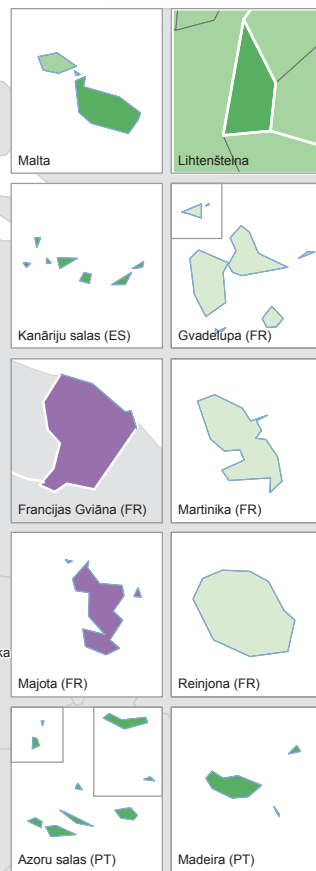 Malta
Lihtenšteina
Kanāriju salas (ES)
Gvadelupa (FR)
Francijas Gviāna (FR)
Martinika (FR)
ka
Majota (FR)
Reinjona (FR)
Azoru salas (PT)
Madeira (PT)